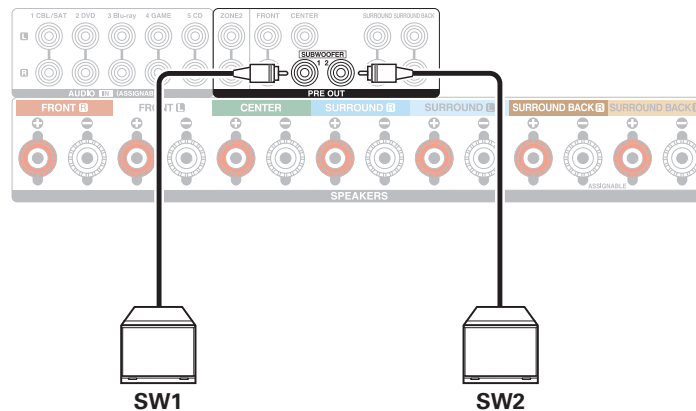 1 CBL/SAT 2 DVD 3 Blu-ray 4 GAME 5 CD ZONE2 FRONT CENTER SURROUND SURROUND BACK
L
SUBWOOFER
1 2
R
AUDIO IN (ASSIGNABLE) PRE OUT
FRONT R FRONT L CENTER SURROUND R SURROUND L SURROUND BACK R SURROUND BACK
+ − + − + − + − + − + − + −
ASSIGNABLE
SPEAKERS
SW1 SW2